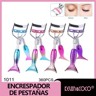 1011
360PCS
ENCRESPADOR
DE PESTAÑAS